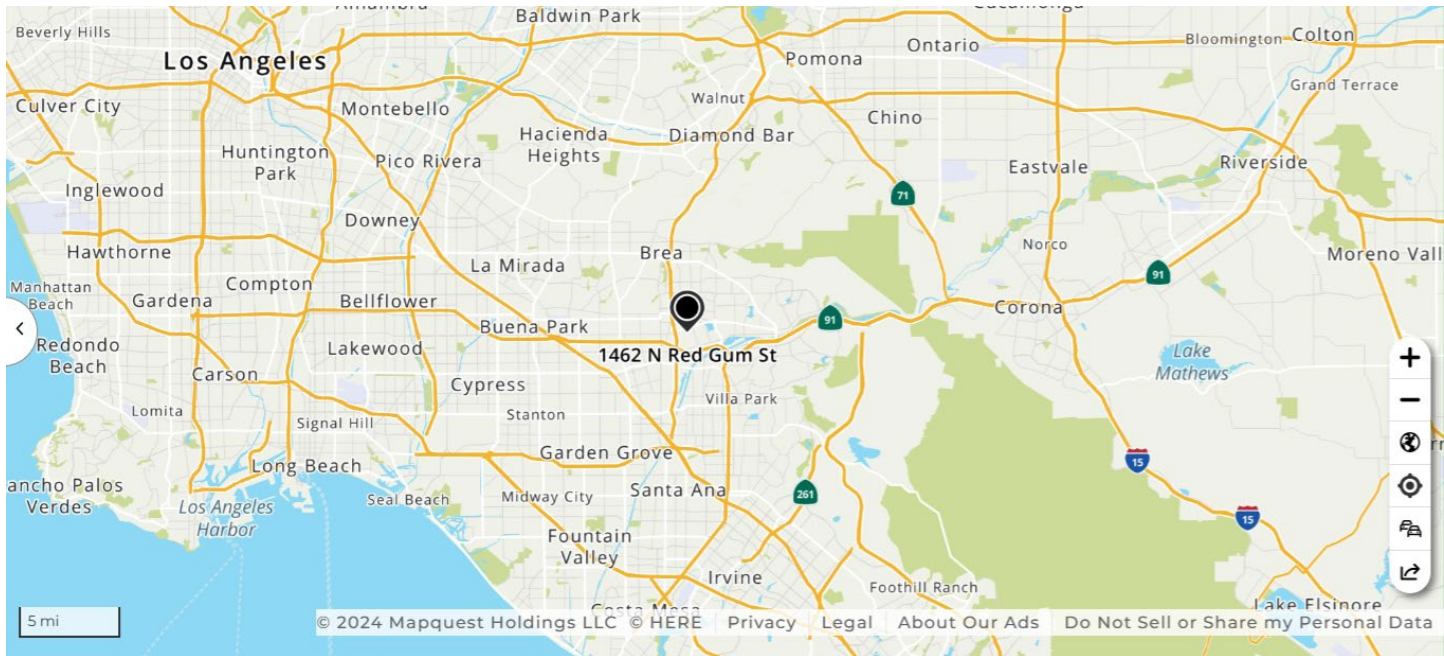 Baldwin Park
Beverly Hills
Los Angeles
Ontario
Bloomington
Colton
Pomona
Grand Terrace
Culver City
Montebello
Walnut
Chino
Hacienda
Heights
Diamond Bar
Huntington
Park
Pico Rivera
Eastvale
Riverside
Inglewood
71
Downey
Norco
Hawthorne
Brea
Moreno Vall
La Mirada
91
Compton
Manhattan
Beach
Gardena
Bellflower
Corona
Buena Park
91
Redondo
Beach
Lakewood
1462 N Red Gum St
Lake
Mathews
Carson
Cypress
Villa Park
Lomita
Signal Hill
Stanton
Garden Grove
Long Beach
15
ancho Palos
Verdes
Los Angeles
Harbor
Seal Beach
Midway City
Santa Ana
261
15
Fountain
Valley
Irvine
Foothill Ranch
Costa Mesa
Lake Elsinore
5 mi
© 2024 Mapquest Holdings LLC © HERE Privacy Legal About Our Ads Do Not Sell or Share my Personal Data